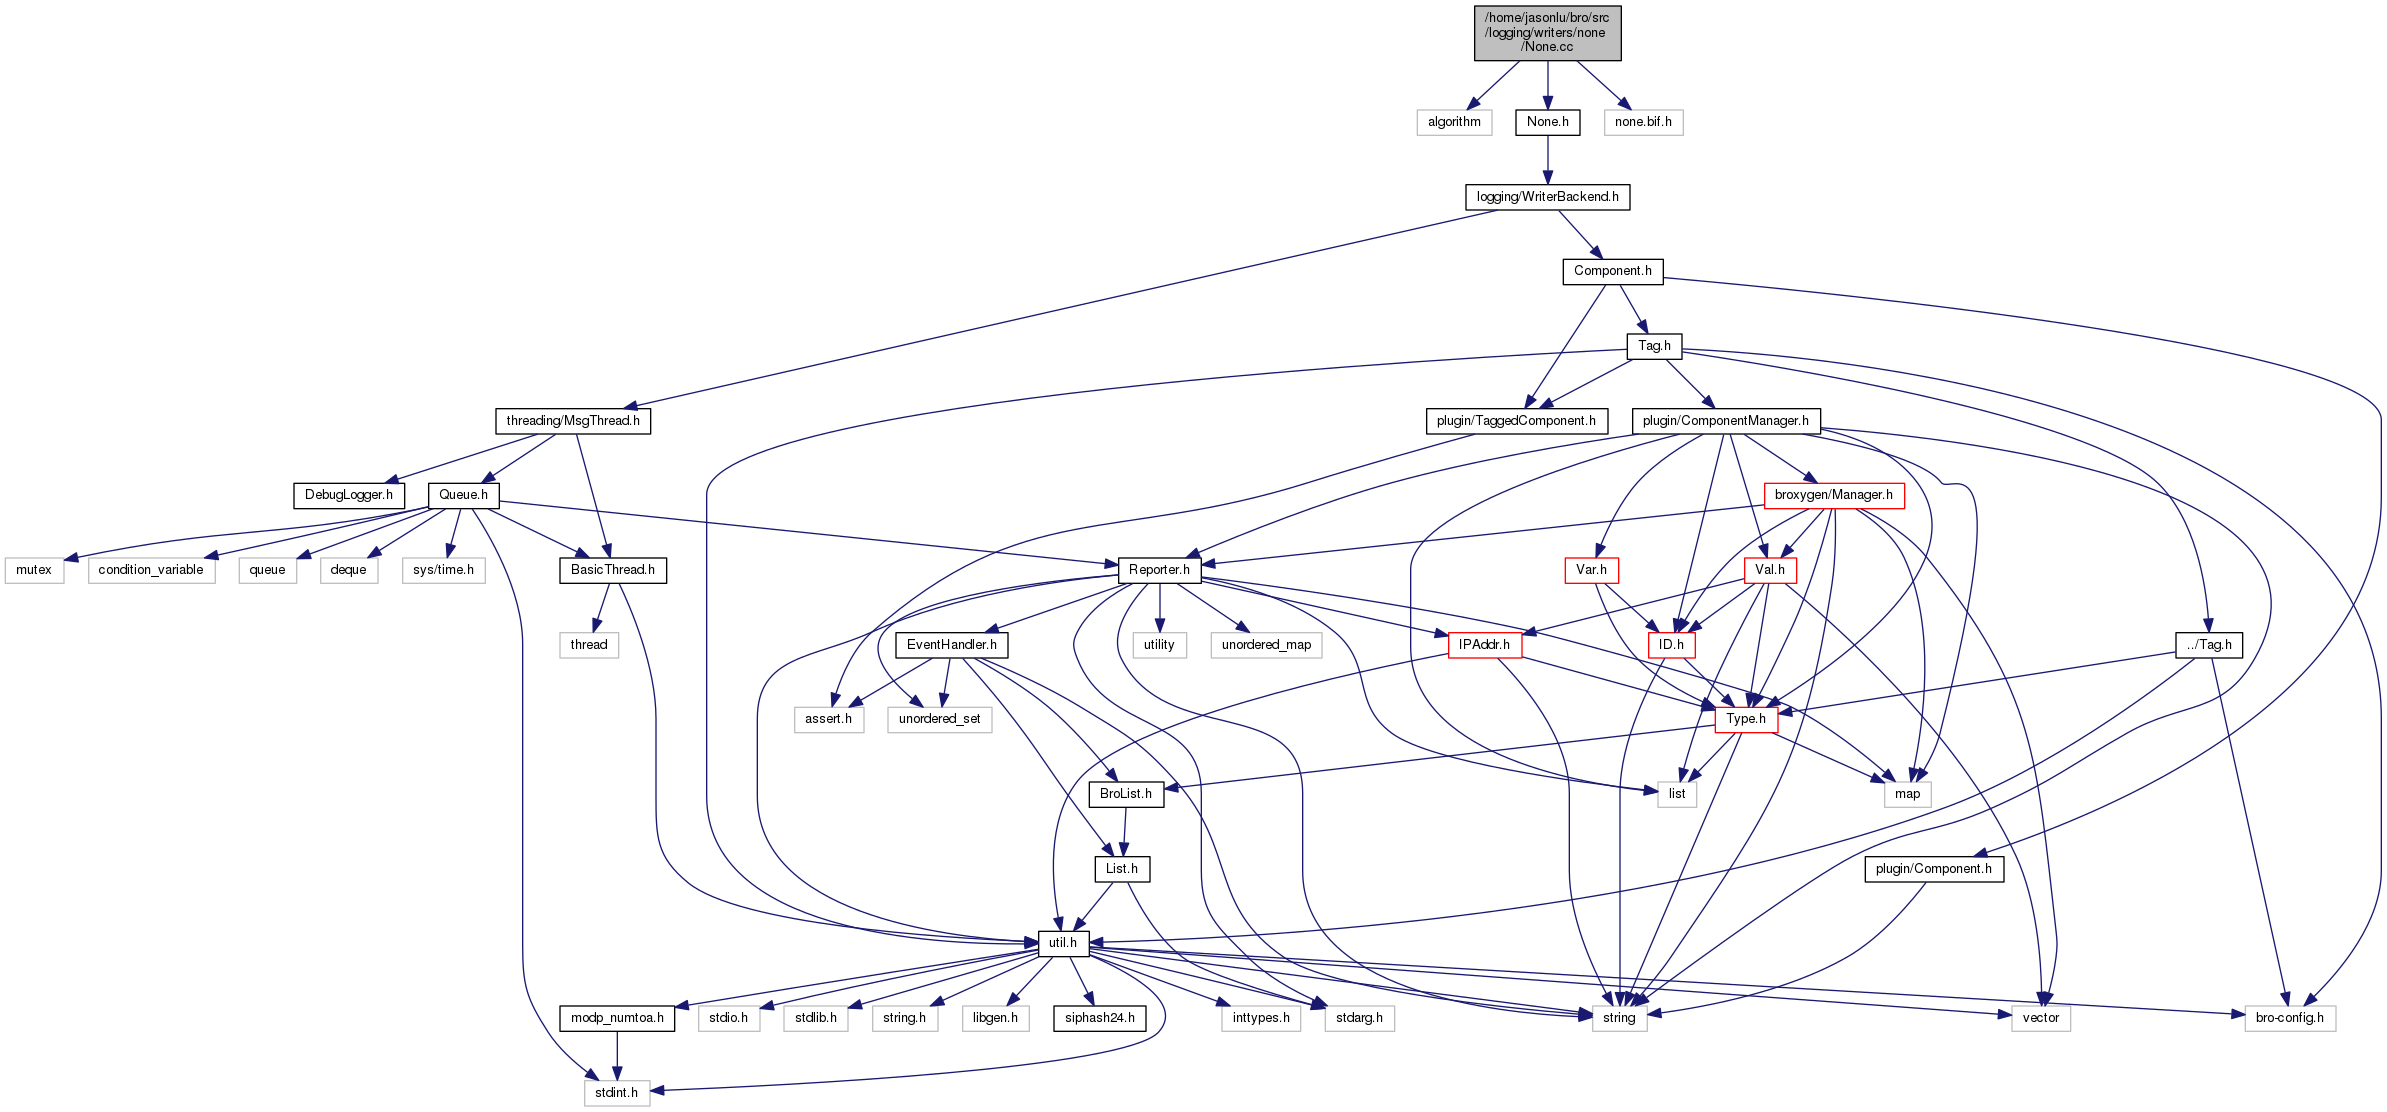 /home/jasonlu/bro/src
/logging/writers/none
/None.cc
algorithm
None.h
none.bif.h
logging/WriterBackend.h
Component.h
Tag.h
threading/MsgThread.h
plugin/TaggedComponent.h
plugin/ComponentManager.h
DebugLogger.h
Queue.h
broxygen/Manager.h
mutex
condition_variable
queue
deque
sys/time.h
BasicThread.h
Reporter.h
Var.h
Val.h
thread
EventHandler.h
utility
unordered_map
IPAddr.h
ID.h
../Tag.h
assert.h
unordered_set
Type.h
BroList.h
list
map
List.h
plugin/Component.h
util.h
modp_numtoa.h
stdio.h
stdlib.h
string.h
libgen.h
siphash24.h
inttypes.h
stdarg.h
string
vector
bro-config.h
stdint.h